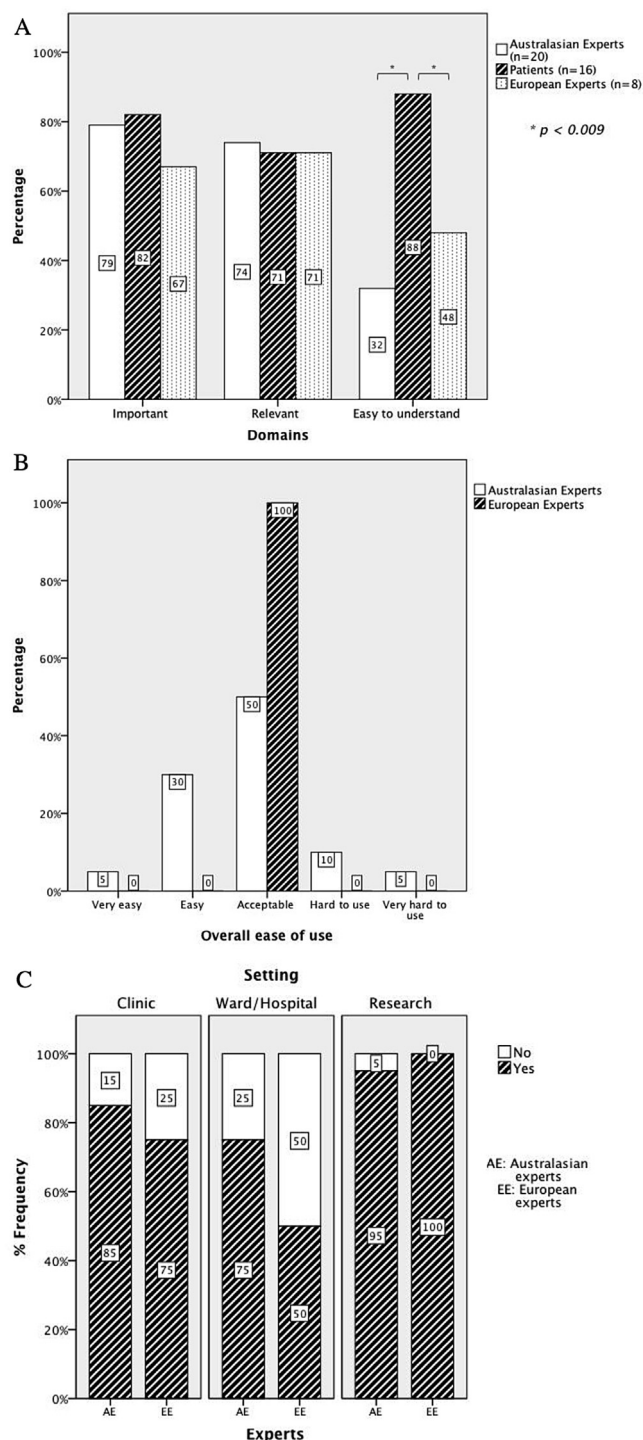 A
100%
80%
60%
40%
20%
0%
Percentage
79 82 67 74 71 71 32 88 48
* *
Important Relevant Easy to understand
Domains
Australasian Experts
(n=20)
Patients (n=16)
European Experts (n=8)
* p < 0.009
B
100%
80%
60%
40%
20%
0%
Percentage
5 0 30 0 50 100 10 0 5 0
Very easy Easy Acceptable Hard to use Very hard to
use
Overall ease of use
Australasian Experts
European Experts
C
Setting
Clinic Ward/Hospital Research
100%
80%
60%
40%
20%
0%
% Frequency
15 25 25 50 5 0
85 75 75 50 95 100
AE EE AE EE AE EE
Experts
No
Yes
AE: Australasian
experts
EE: European
experts